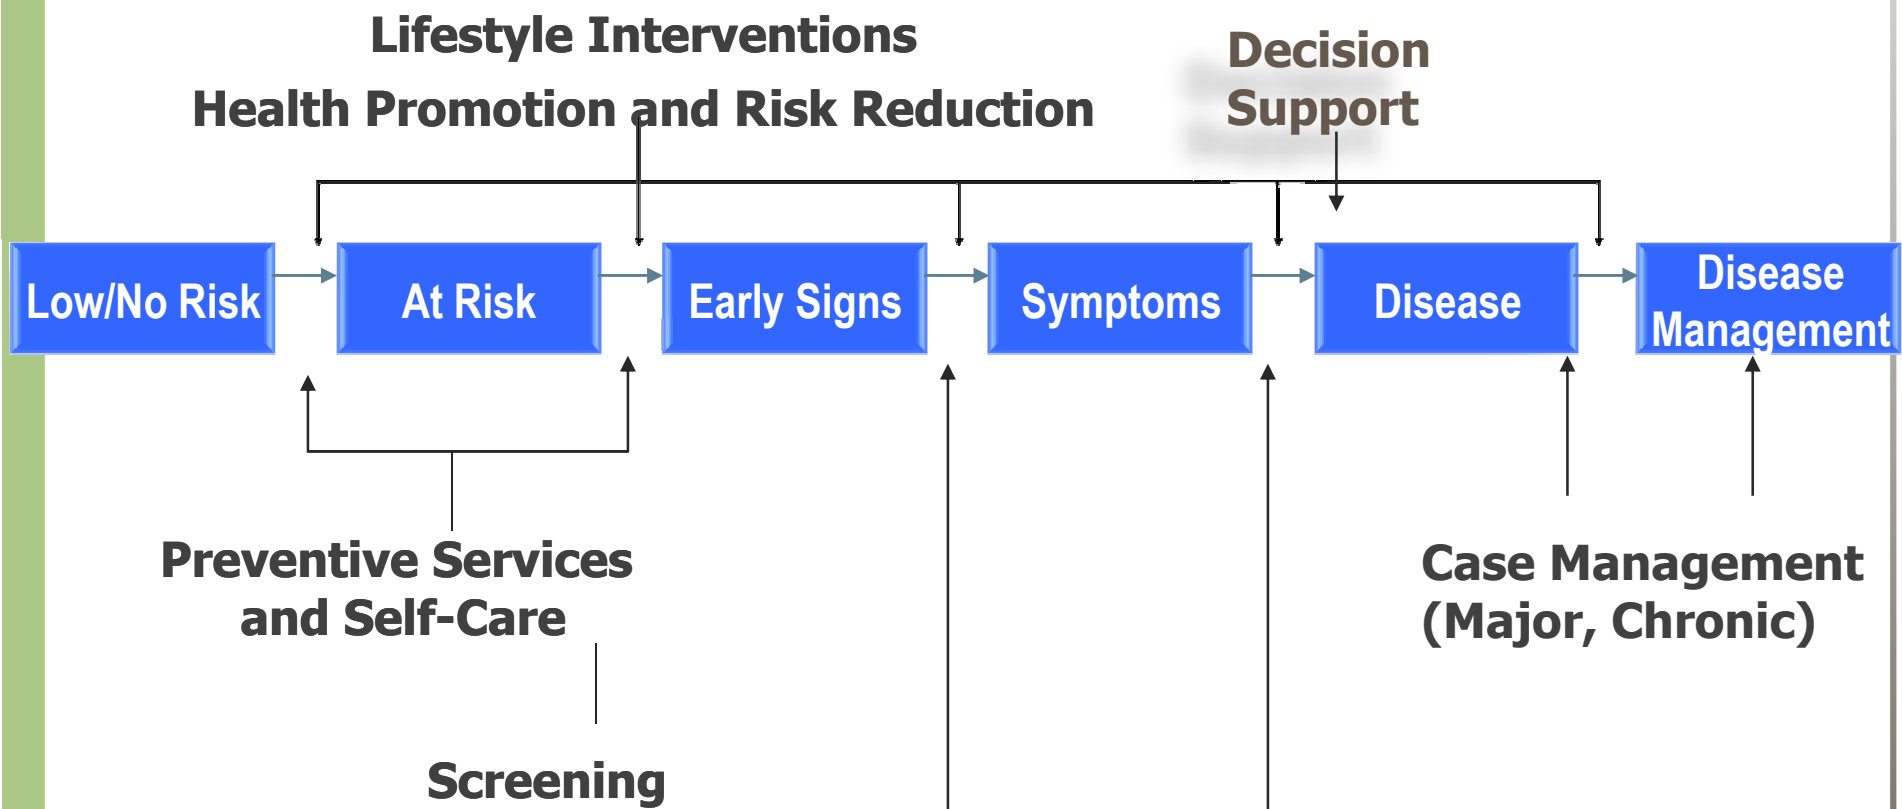 Lifestyle Interventions
Health Promotion and Risk Reduction
Decision
Support
Low/No Risk
At Risk
Early Signs
Symptoms
Disease
Disease
Management
Preventive Services
and Self-Care
Case Management
(Major, Chronic)
Screening